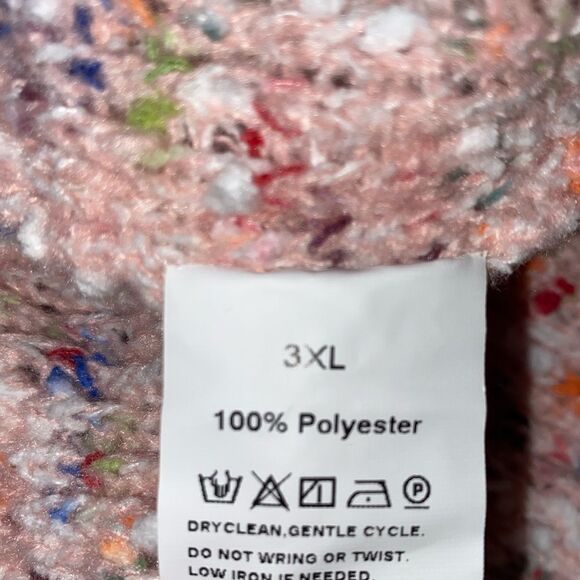 3XL
100% Polyester
P
DRYCLEAN,GENTLE CYCLE.
DO NOT WRING OR TWIST.
LOW IRON IF NEEDED.